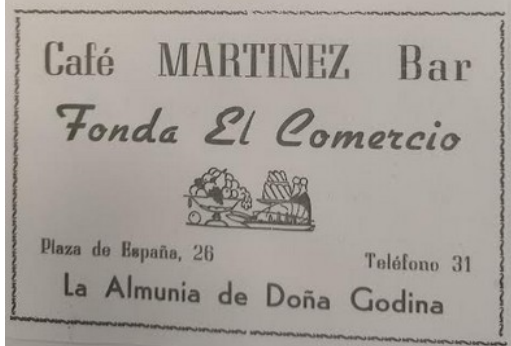 Café MARTINEZ Bar
Fonda El Comercio
Plaza de España, 26 Teléfono 31
La Almunia de Doña Godina